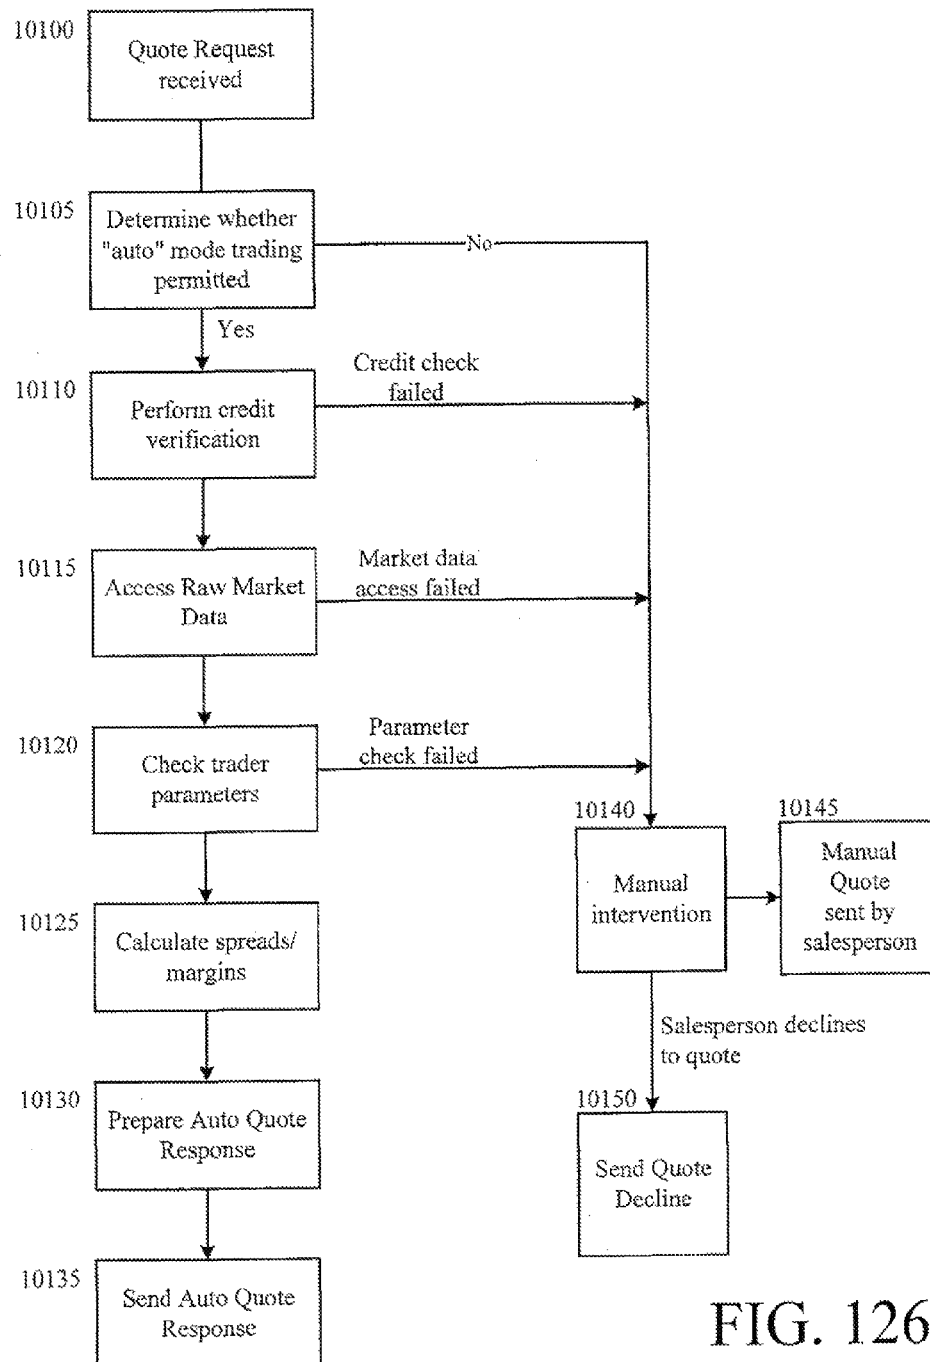 10100
Quote Request
received
10105
Determine whether
"auto" mode trading
permitted
No
Yes
10110
Perform credit
verification
Credit check
failed
10115
Access Raw Market
Data
Market data
access failed
10120
Check trader
parameters
Parameter
check failed
10125
Calculate spreads/
margins
10130
Prepare Auto Quote
Response
10135
Send Auto Quote
Response
10140
Manual
intervention
10145
Manual
Quote
sent by
salesperson
Salesperson declines
to quote
10150
Send Quote
Decline
FIG. 126